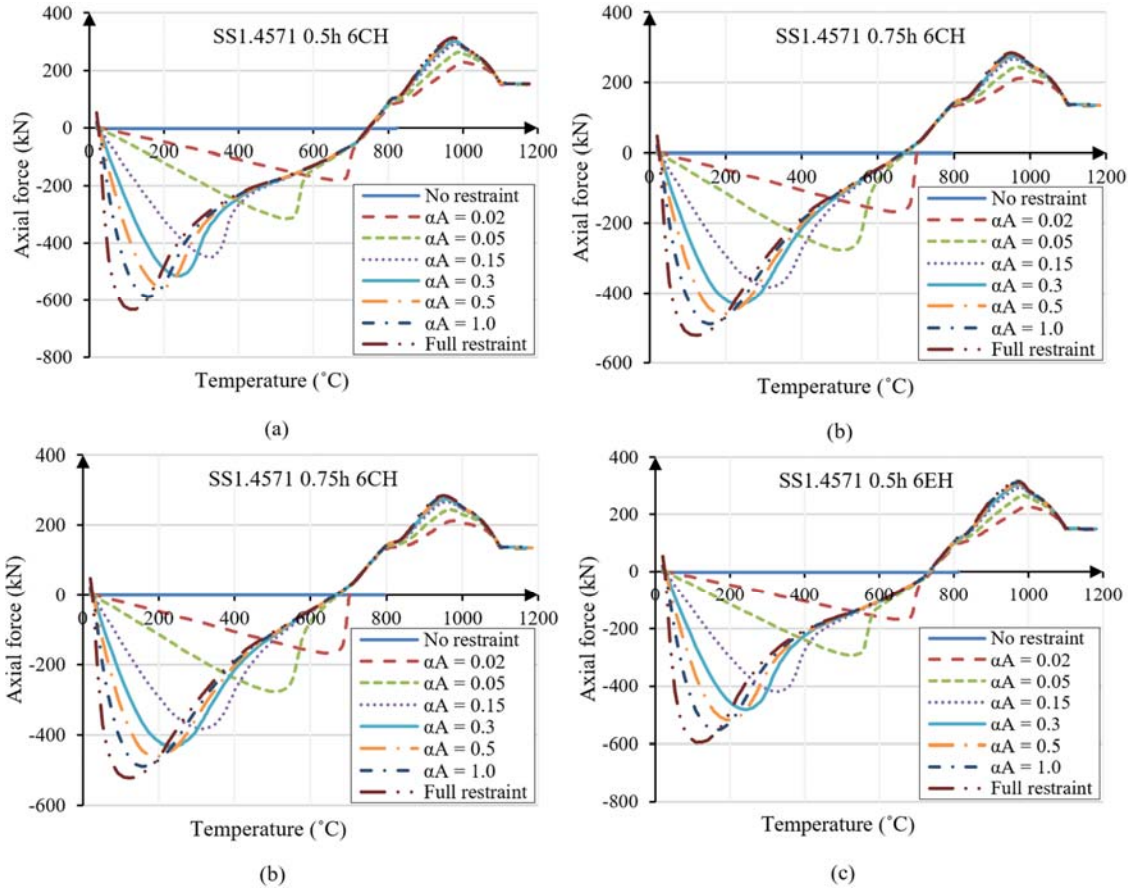 SS1.4571 0.5h 6CH
Axial force (kN)
400
200
0
-200
-400
-600
-800
0 200 400 600 800 1000 1200
No restraint
αA = 0.02
αA = 0.05
αA = 0.15
αA = 0.3
αA = 0.5
αA = 1.0
Full restraint
Temperature (˚C)
(a)
SS1.4571 0.75h 6CH
Axial force (kN)
400
200
0
-200
-400
-600
0 200 400 600 800 1000 1200
No restraint
αA = 0.02
αA = 0.05
αA = 0.15
αA = 0.3
αA = 0.5
αA = 1.0
Full restraint
Temperature (˚C)
(b)
SS1.4571 0.75h 6CH
Axial force (kN)
400
200
0
-200
-400
-600
0 200 400 600 800 1000 1200
No restraint
αA = 0.02
αA = 0.05
αA = 0.15
αA = 0.3
αA = 0.5
αA = 1.0
Full restraint
Temperature (˚C)
(b)
SS1.4571 0.5h 6EH
Axial force (kN)
400
200
0
-200
-400
-600
-800
0 200 400 600 800 1000 1200
No restraint
αA = 0.02
αA = 0.05
αA = 0.15
αA = 0.3
αA = 0.5
αA = 1.0
Full restraint
Temperature (˚C)
(c)